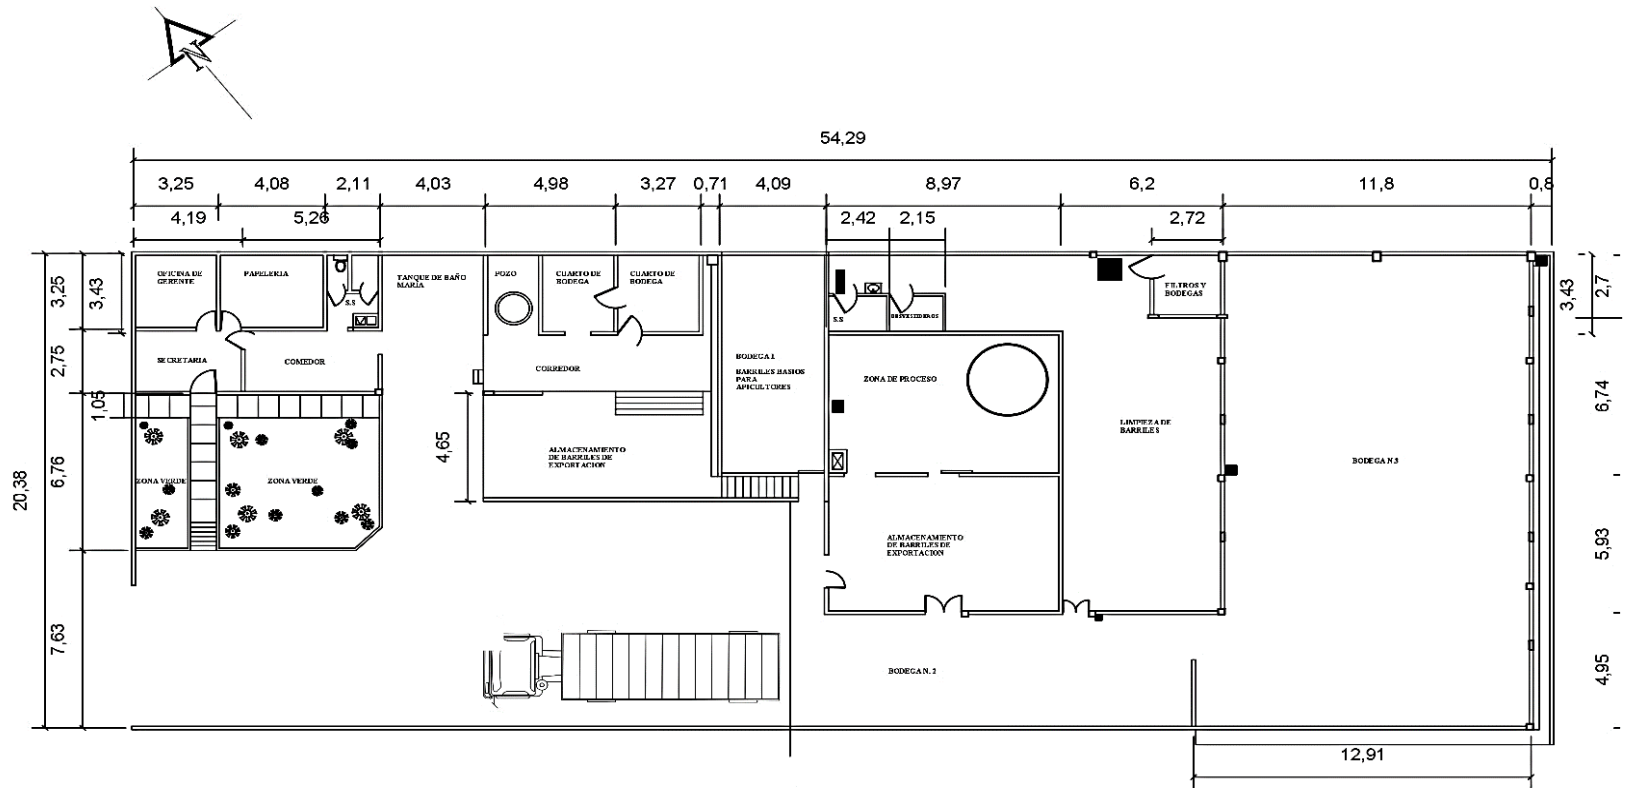 N
54,29
3,25 4,08 2,11 4,03 4,98 3,27 0,71 4,09 8,97 6,2 11,8 0,8
4,19 5,26 2,42 2,15 2,72
3,25
3,43
2,75
1,05
6,76
20,38
7,63
4,65
OFICINA DE
GERENTE
PAPELERIA
S.S
TANQUE DE BAÑO
MARIA
POZO
CUARTO DE
BODEGA
CUARTO DE
BODEGA
SECRETARIA
COMEDOR
CORREDOR
BODEGA 1
BARRILES BASIOS
PARA
APICULTORES
S.S
ZONA DE PROCESO
FILTROS Y
BODEGAS
LIMPIEZA DE
BARRILES
BODEGA N.3
ZONA VERDE
ZONA VERDE
ALMACENAMIENTO
DE BARRILES DE
EXPORTACION
ALMACENAMIENTO
DE BARRILES DE
EXPORTACION
BODEGA N. 2
3,43
2,7
6,74
5,93
4,95
12,91